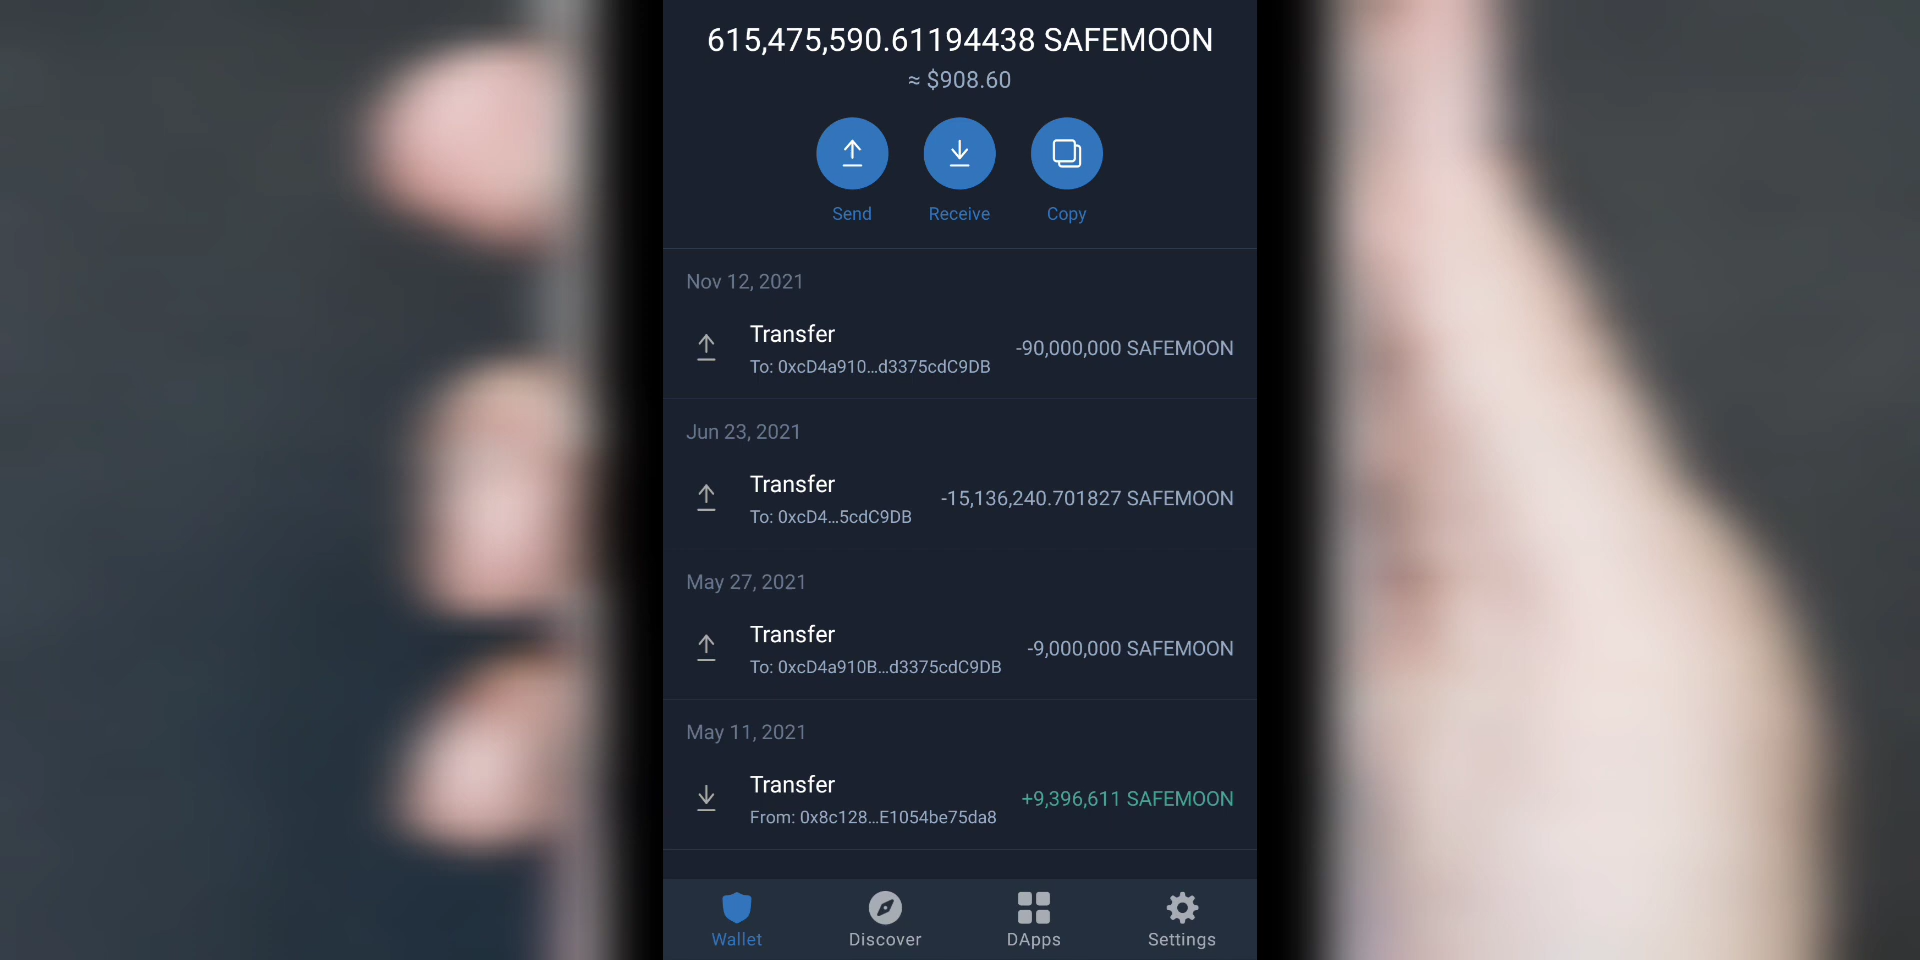 615,475,590.61194438 SAFEMOON
≈ $908.60
Send Receive Copy
Nov 12, 2021
Transfer
-90,000,000 SAFEMOON
To: 0xcD4a910...d3375cdC9DB
Jun 23, 2021
Transfer
-15,136,240.701827 SAFEMOON
To: 0xcD4...5cdC9DB
May 27, 2021
Transfer
-9,000,000 SAFEMOON
To: 0xcD4a910B...d3375cdC9DB
May 11, 2021
Transfer
+9,396,611 SAFEMOON
From: 0x8c128...E1054be75da8
Wallet Discover DApps Settings